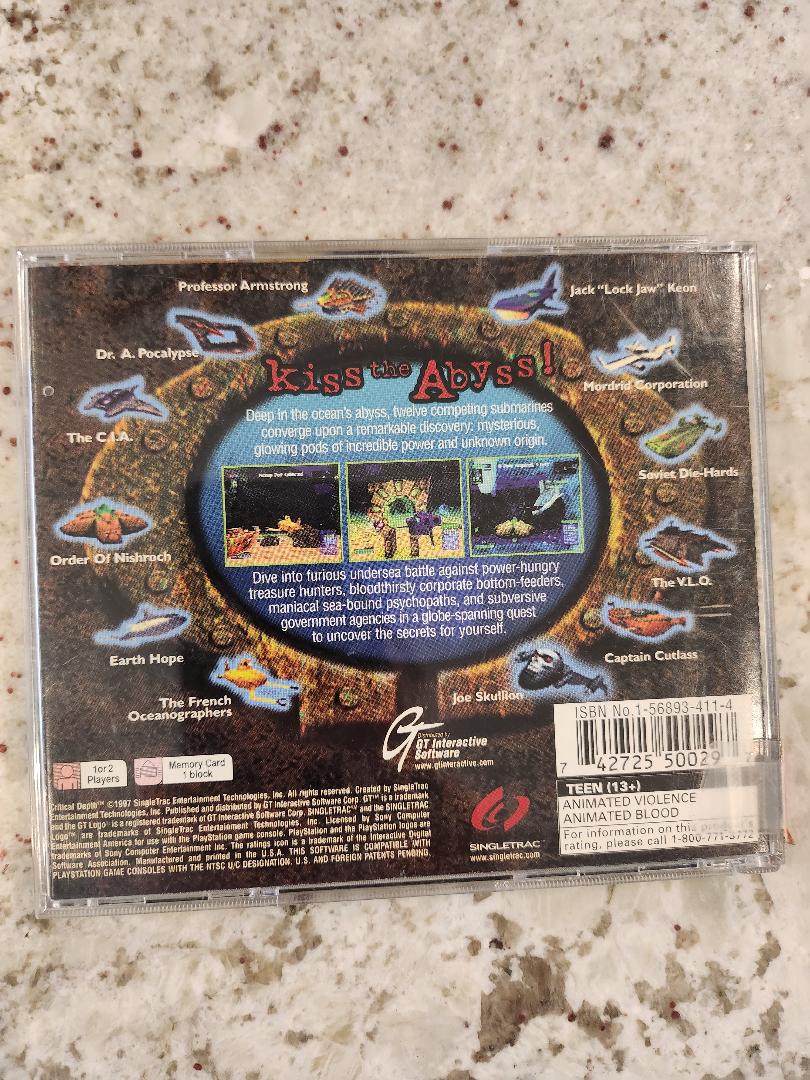 Professor Armstrong
Jack "Lock Jaw" Keon
Dr. A. Pocalypse
Mordrid Corporation
The C.I.A.
Soviet Die-Hards
Order Of Nishroch
The V.L.O.
Earth Hope
Captain Cutlass
The French
Oceanographers
Joe Skullion
Kiss the Abyss!
Deep in the ocean's abyss, twelve competing submarines
converge upon a remarkable discovery: mysterious,
glowing pods of incredible power and unknown origin.
Dive into furious undersea battle against power-hungry
treasure hunters, bloodthirsty corporate bottom-feeders,
maniacal sea-bound psychopaths, and subversive
government agencies in a globe-spanning quest
to uncover the secrets for yourself.
Distributed by
GT Interactive
Software
www.gtinteractive.com
1 or 2
Players
Memory Card
1 block
Critical Depth™ ©1997 SingleTrac Entertainment Technologies, Inc. All rights reserved. Created by SingleTrac
Entertainment Technologies, Inc. Published and distributed by GT Interactive Software Corp. GT™ is a trademark
and the GT Logo® is a registered trademark of GT Interactive Software Corp. SINGLETRAC™ and the SINGLETRAC
logo™ are trademarks of SingleTrac Entertainment Technologies, Inc. Licensed by Sony Computer
Entertainment America for use with the PlayStation game console. PlayStation and the PlayStation logos are
trademarks of Sony Computer Entertainment Inc. The ratings icon is a trademark of the Interactive Digital
Software Association. Manufactured and printed in the U.S.A. THIS SOFTWARE IS COMPATIBLE WITH
PLAYSTATION GAME CONSOLES WITH THE NTSC U/C DESIGNATION. U.S. AND FOREIGN PATENTS PENDING.
SINGLETRAC™
www.singletrac.com
ISBN No.1-56893-411-4
7 42725 50029
TEEN (13+)
ANIMATED VIOLENCE
ANIMATED BLOOD
For information on this product's
rating, please call 1-800-771-3772